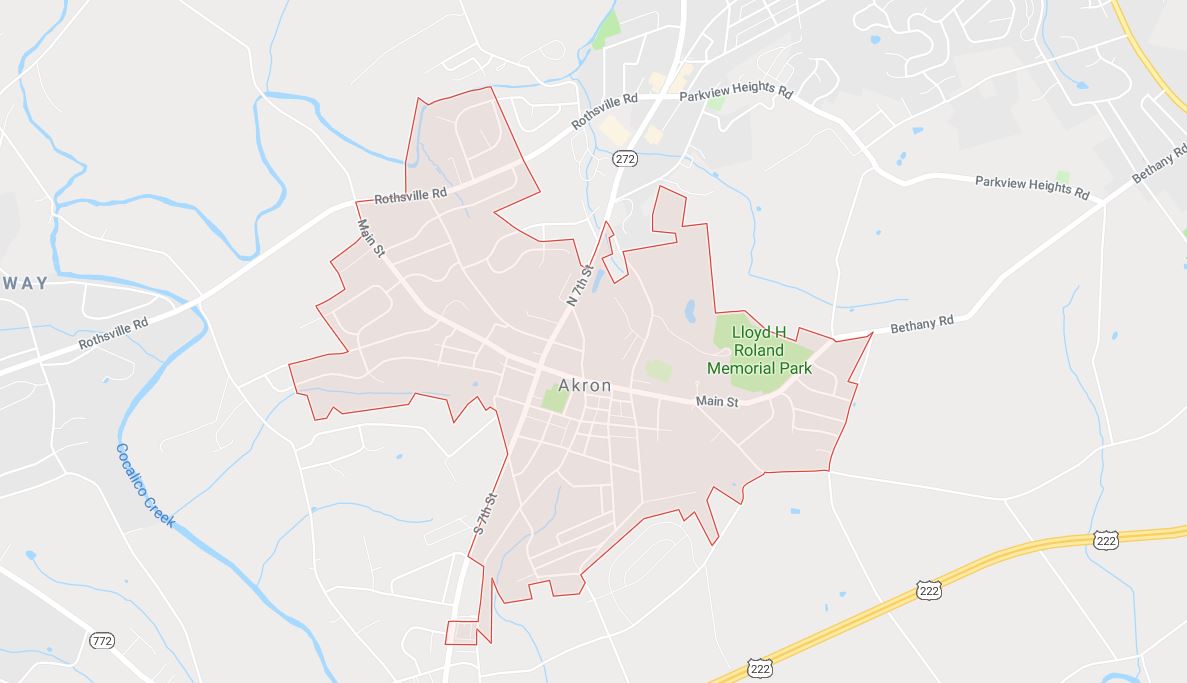 Rothsville Rd
Parkview Heights Rd
272
Bethany Rd
Parkview Heights Rd
Rothsville Rd
Main St
WAY
N 7th St
Rothsville Rd
Bethany Rd
Lloyd H
Roland
Memorial Park
Akron
Main St
Cocalico Creek
S 7th St
222
222
772
222